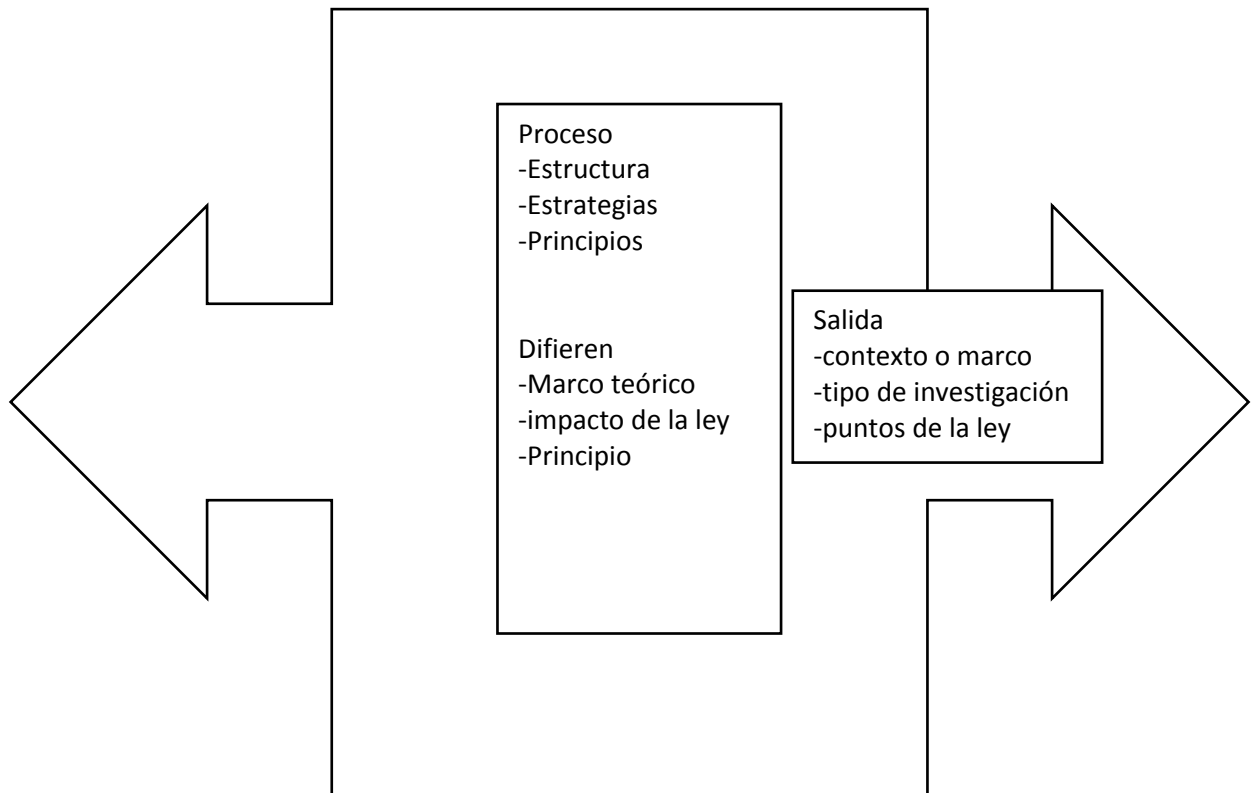 Proceso
-Estructura
-Estrategias
-Principios
Difieren
-Marco teórico
-impacto de la ley
-Principio
Salida
-contexto o marco
-tipo de investigación
-puntos de la ley